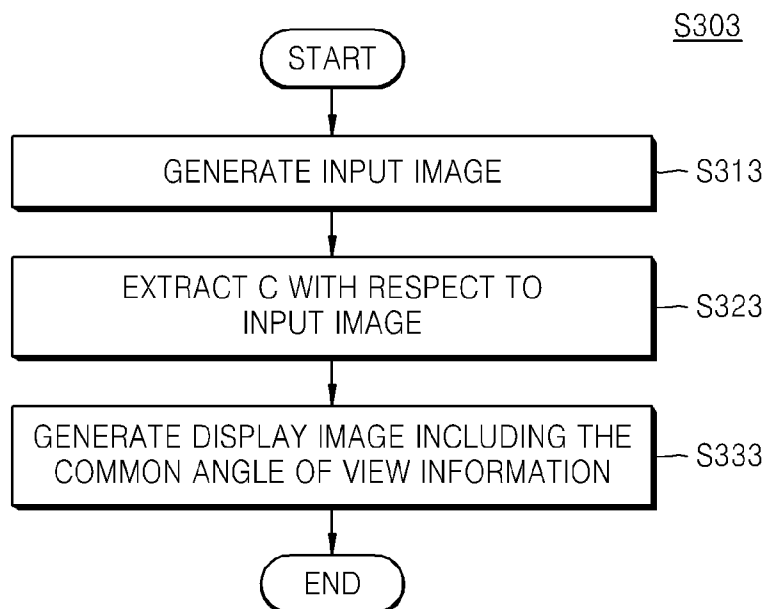 S303
START
GENERATE INPUT IMAGE
S313
EXTRACT C WITH RESPECT TO
INPUT IMAGE
S323
GENERATE DISPLAY IMAGE INCLUDING THE
COMMON ANGLE OF VIEW INFORMATION
S333
END